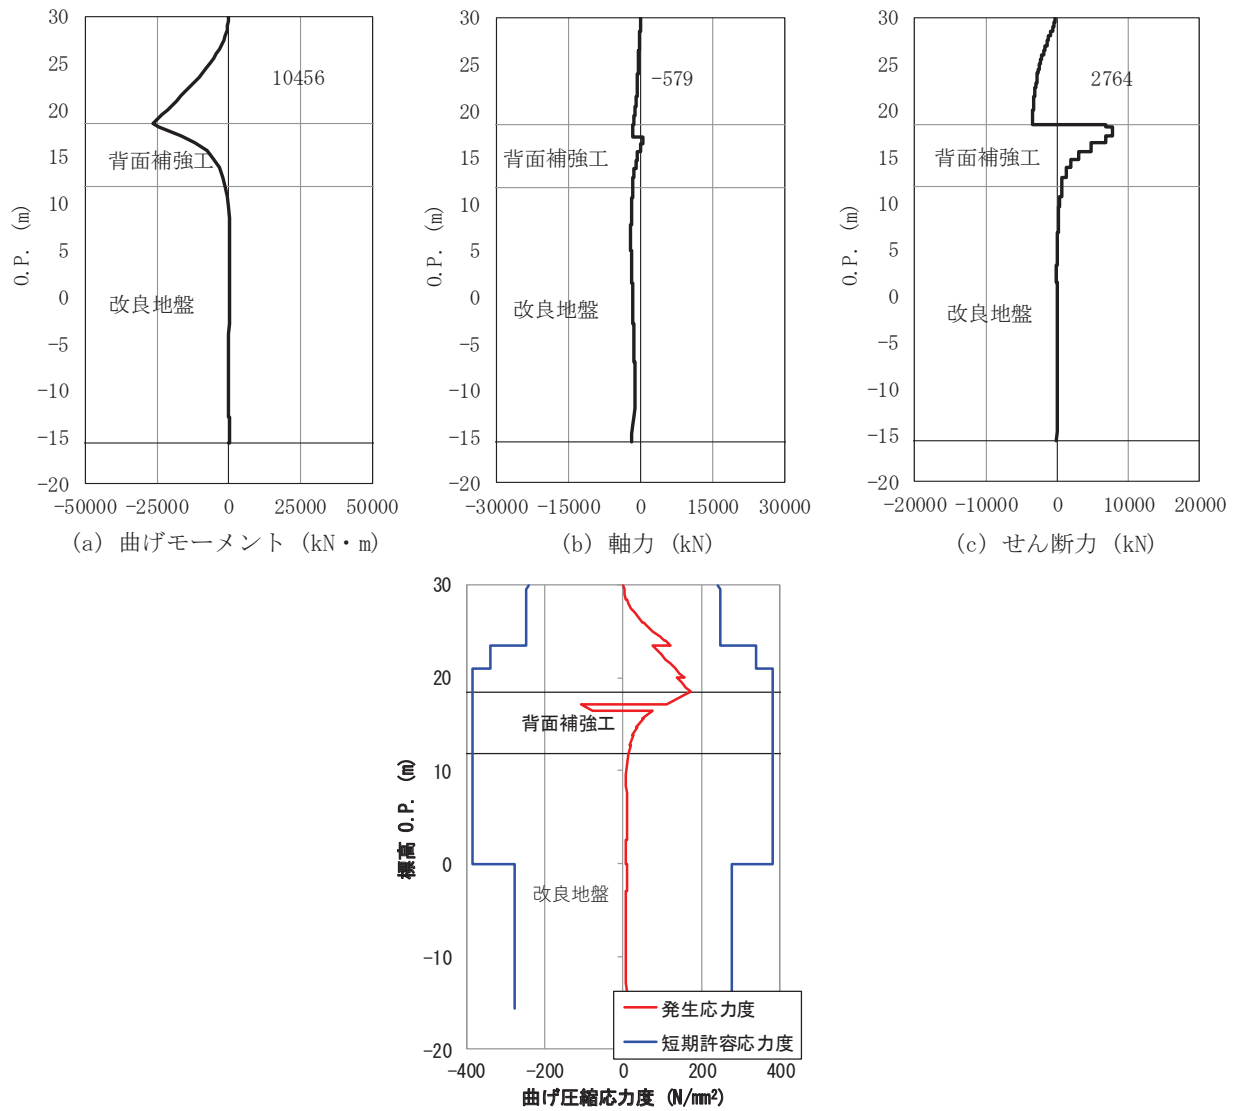 30
25
20
15
10
5
0
-5
-10
-15
-20
O.P. (m)
10456
背面補強工
改良地盤
-50000 -25000 0 25000 50000
(a) 曲げモーメント (kN・m)
30
25
20
15
10
5
0
-5
-10
-15
-20
O.P. (m)
-579
背面補強工
改良地盤
-30000 -15000 0 15000 30000
(b) 軸力 (kN)
30
25
20
15
10
5
0
-5
-10
-15
-20
O.P. (m)
2764
背面補強工
改良地盤
-20000 -10000 0 10000 20000
(c) せん断力 (kN)
30
20
10
0
-10
-20
標高 O.P. (m)
背面補強工
改良地盤
発生応力度
短期許容応力度
-400 -200 0 200 400
曲げ圧縮応力度 (N/mm²)